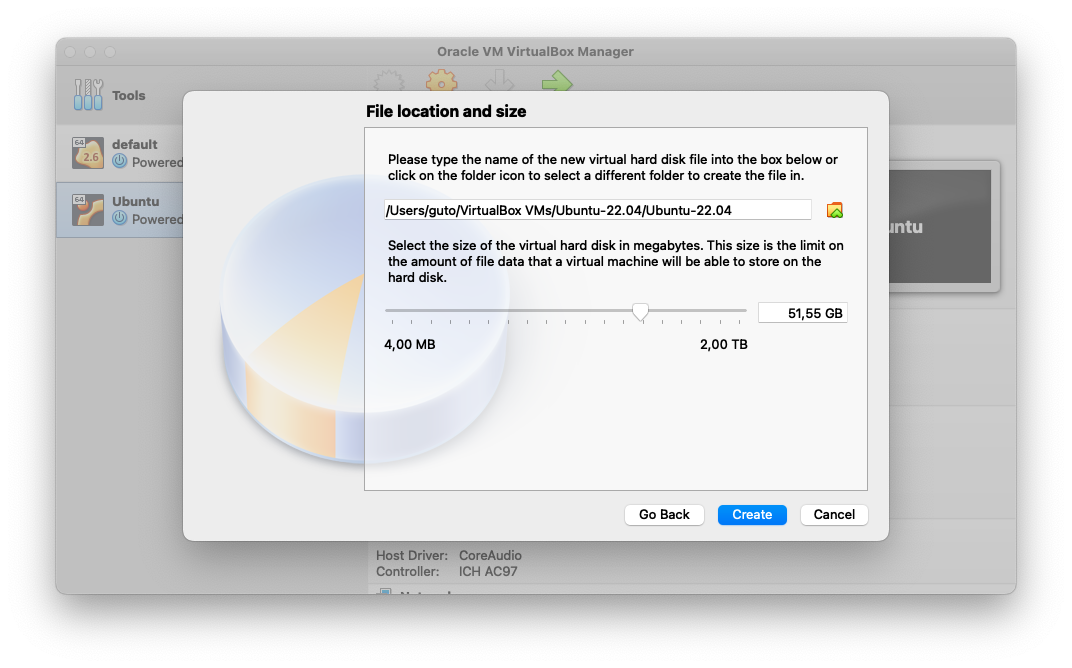 Oracle VM VirtualBox Manager
Tools
64
2.6
default
Powered
64
Ubuntu
Powered
File location and size
Please type the name of the new virtual hard disk file into the box below or
click on the folder icon to select a different folder to create the file in.
/Users/guto/VirtualBox VMs/Ubuntu-22.04/Ubuntu-22.04
Select the size of the virtual hard disk in megabytes. This size is the limit on
the amount of file data that a virtual machine will be able to store on the
hard disk.
51,55 GB
4,00 MB
2,00 TB
Go Back
Create
Cancel
untu
Host Driver: CoreAudio
Controller: ICH AC97